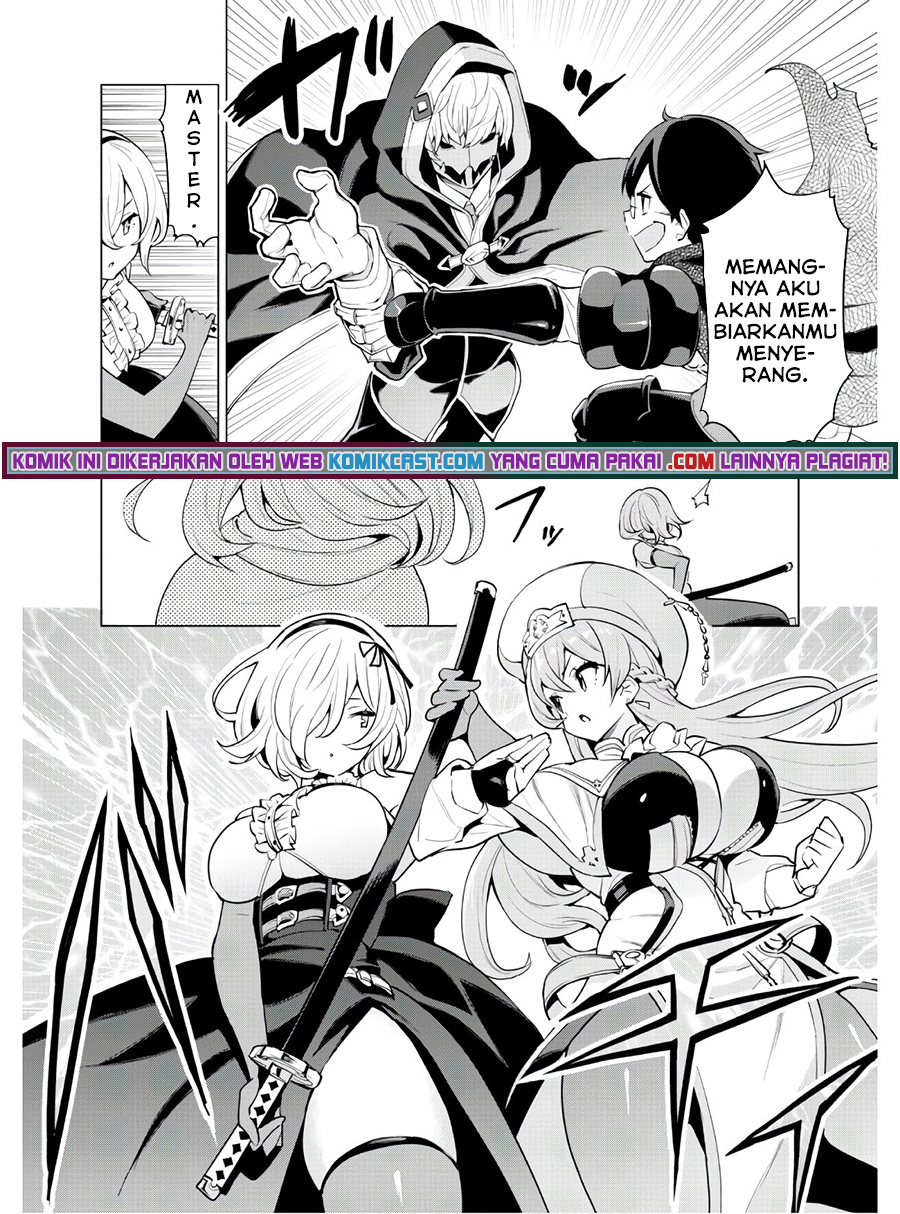 ガッ
MEMANG-
NYA AKU
AKAN MEM-
BIARKANMU
MENYE-
RANG.
MASTER.
KOMIK INI DIKERJAKAN OLEH WEB KOMIKCAST.COM YANG CUMA PAKAI .COM LAINNYA PLAGIAT!
フッ